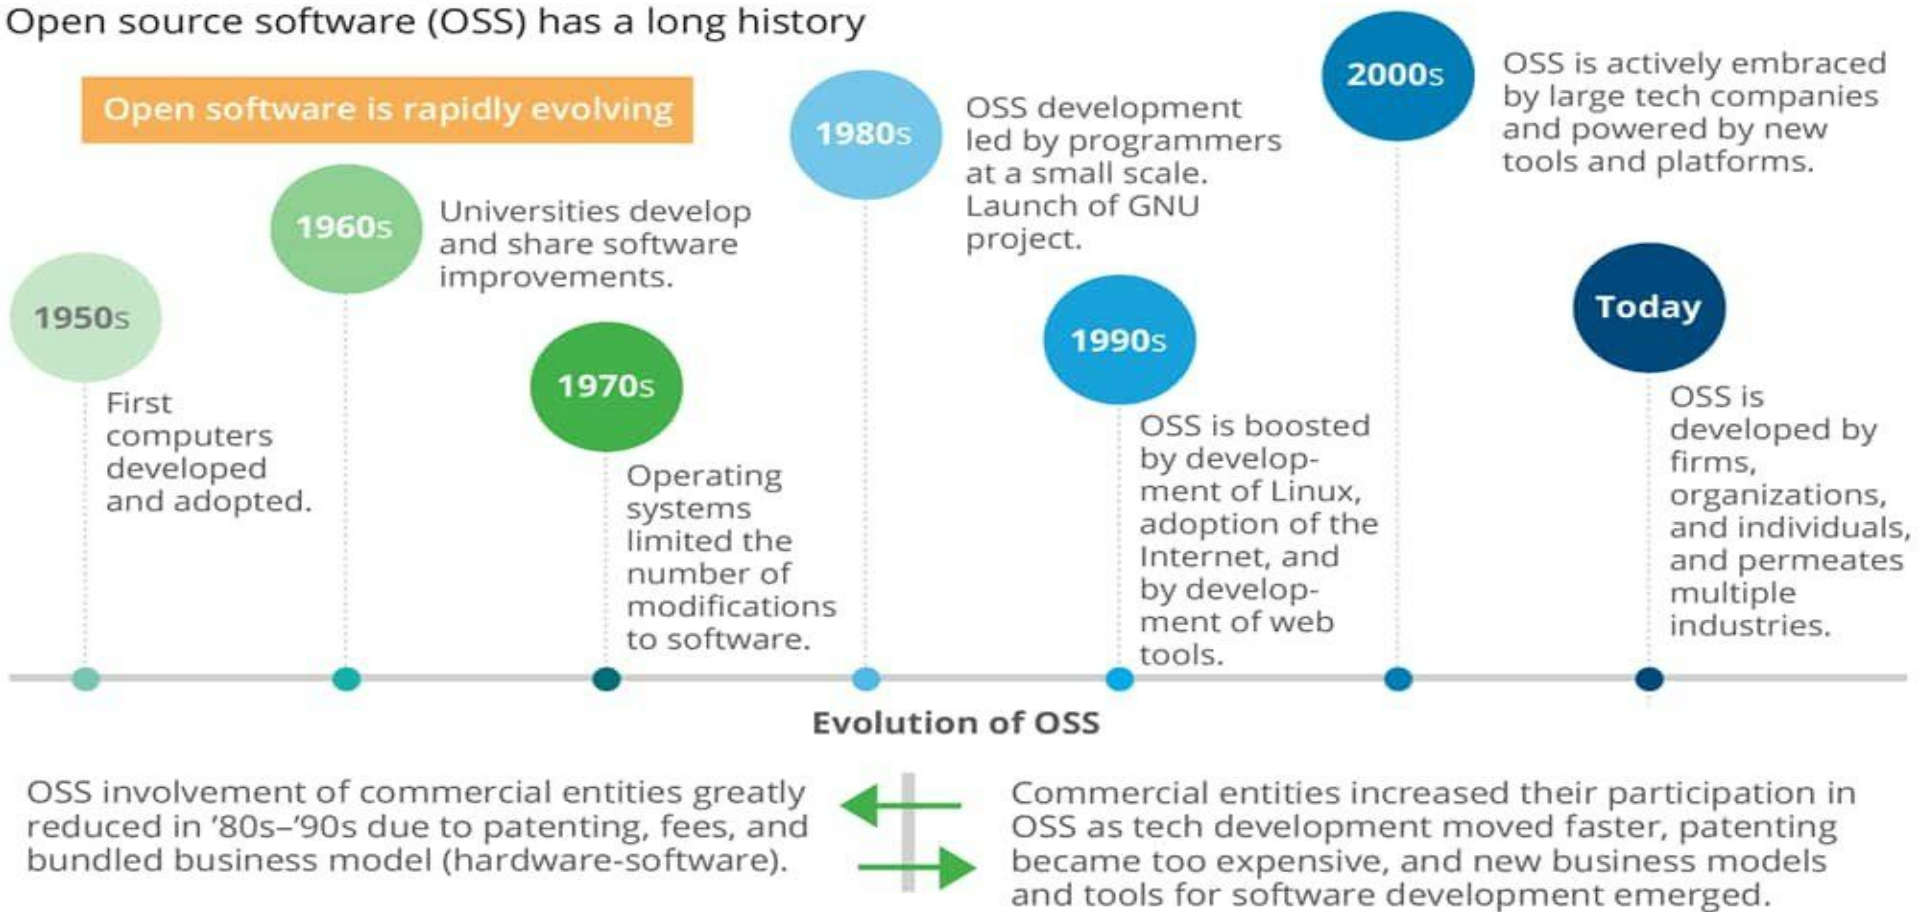 Open source software (OSS) has a long history
Open software is rapidly evolving
1950s
First
computers
developed
and adopted.
1960s
Universities develop
and share software
improvements.
1970s
Operating
systems
limited the
number of
modifications
to software.
1980s
OSS development
led by programmers
at a small scale.
Launch of GNU
project.
1990s
OSS is boosted
by develop-
ment of Linux,
adoption of the
Internet, and
by develop-
ment of web
tools.
2000s
OSS is actively embraced
by large tech companies
and powered by new
tools and platforms.
Today
OSS is
developed by
firms,
organizations,
and individuals,
and permeates
multiple
industries.
Evolution of OSS
OSS involvement of commercial entities greatly
reduced in ’80s–’90s due to patenting, fees, and
bundled business model (hardware-software).
Commercial entities increased their participation in
OSS as tech development moved faster, patenting
became too expensive, and new business models
and tools for software development emerged.